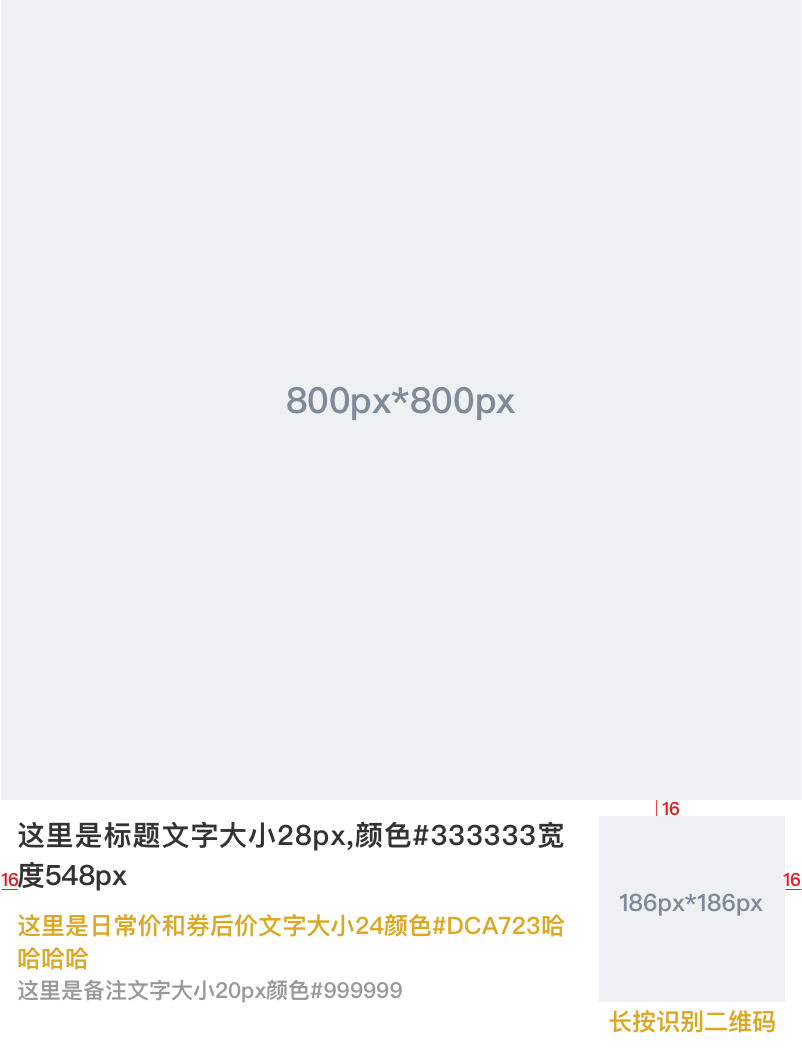 800px*800px
16
这里是标题文字大小28px,颜色#333333宽
度548px
16
16
186px*186px
这里是日常价和券后价文字大小24颜色#DCA723哈
哈哈哈
这里是备注文字大小20px颜色#999999
长按识别二维码